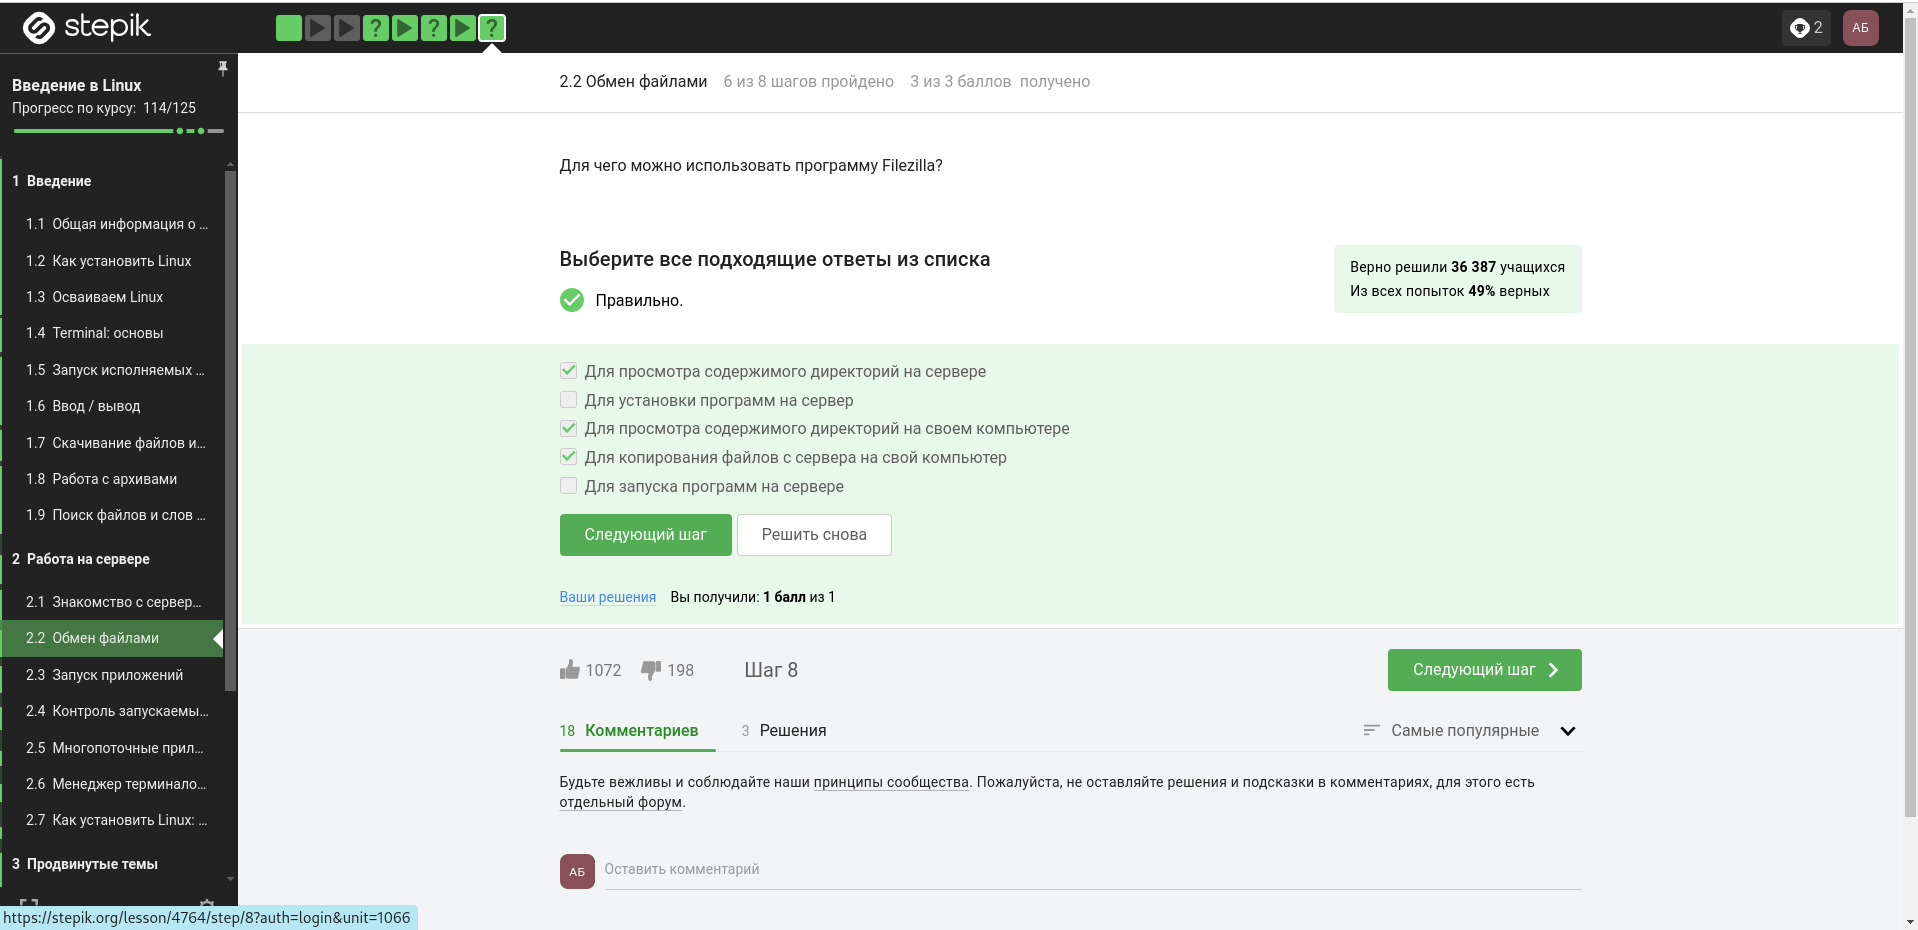 stepik
? ? ?
2
АБ
Введение в Linux
Прогресс по курсу: 114/125
1 Введение
1.1 Общая информация о ...
1.2 Как установить Linux
1.3 Осваиваем Linux
1.4 Terminal: основы
1.5 Запуск исполняемых ...
1.6 Ввод / вывод
1.7 Скачивание файлов и...
1.8 Работа с архивами
1.9 Поиск файлов и слов ...
2 Работа на сервере
2.1 Знакомство с сервер...
2.2 Обмен файлами
2.3 Запуск приложений
2.4 Контроль запускаемы...
2.5 Многопоточные прил...
2.6 Менеджер терминало...
2.7 Как установить Linux: ...
3 Продвинутые темы
https://stepik.org/lesson/4764/step/8?auth=login&unit=1066
2.2 Обмен файлами 6 из 8 шагов пройдено 3 из 3 баллов получено
Для чего можно использовать программу Filezilla?
Выберите все подходящие ответы из списка
Правильно.
Верно решили 36 387 учащихся
Из всех попыток 49% верных
Для просмотра содержимого директорий на сервере
Для установки программ на сервер
Для просмотра содержимого директорий на своем компьютере
Для копирования файлов с сервера на свой компьютер
Для запуска программ на сервере
Следующий шаг Решить снова
Ваши решения Вы получили: 1 балл из 1
1072 198 Шаг 8 Следующий шаг
18 Комментариев 3 Решения Самые популярные
Будьте вежливы и соблюдайте наши принципы сообщества. Пожалуйста, не оставляйте решения и подсказки в комментариях, для этого есть
отдельный форум.
АБ Оставить комментарий